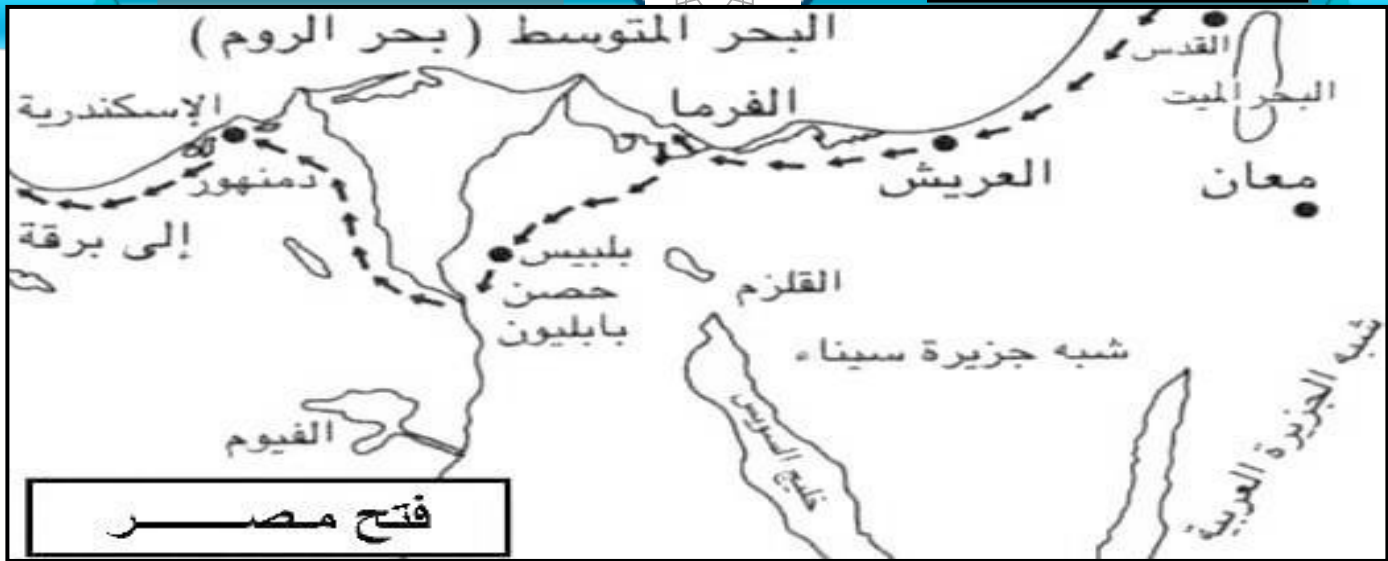 البحر المتوسط ( بحر الروم )
القدس
البحر الميت
الإسكندرية
الفرما
دمنهور
العريش
معان
إلى برقة
بلبيس
حصن
بابليون
القلزم
شبه جزيرة سيناء
شبه الجزيرة العربية
خليج السويس
الفيوم
فتح مصـــــر